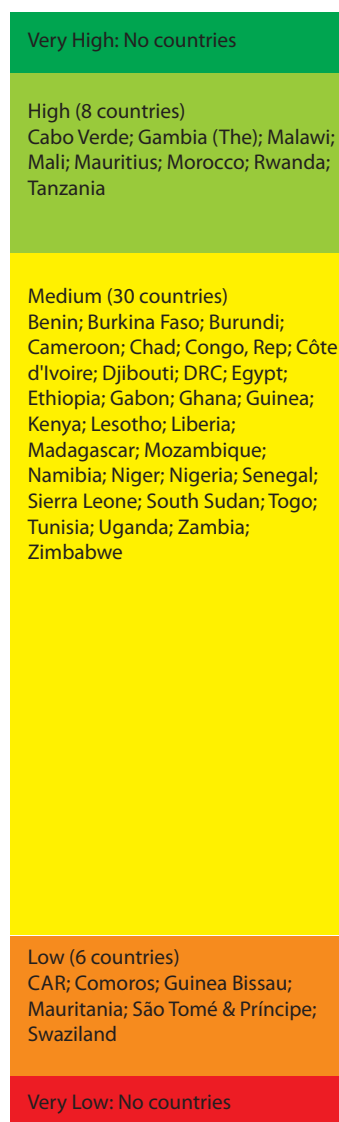 Very High: No countries
High (8 countries)
Cabo Verde; Gambia (The); Malawi;
Mali; Mauritius; Morocco; Rwanda;
Tanzania
Medium (30 countries)
Benin; Burkina Faso; Burundi;
Cameroon; Chad; Congo, Rep; Côte
d'Ivoire; Djibouti; DRC; Egypt;
Ethiopia; Gabon; Ghana; Guinea;
Kenya; Lesotho; Liberia;
Madagascar; Mozambique;
Namibia; Niger; Nigeria; Senegal;
Sierra Leone; South Sudan; Togo;
Tunisia; Uganda; Zambia;
Zimbabwe
Low (6 countries)
CAR; Comoros; Guinea Bissau;
Mauritania; São Tomé & Príncipe;
Swaziland
Very Low: No countries